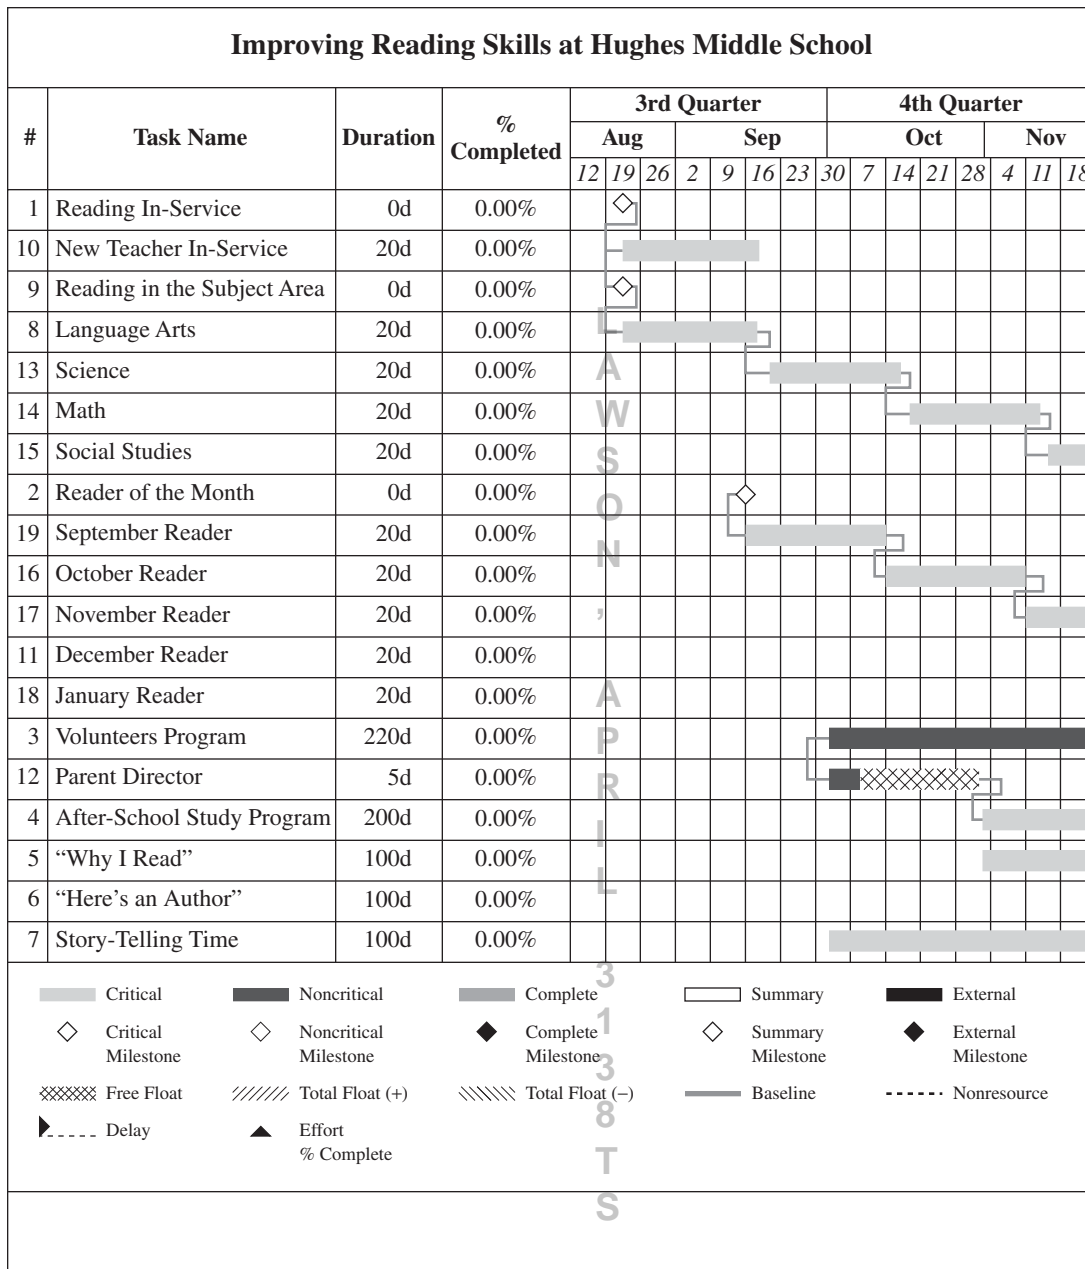 Improving Reading Skills at Hughes Middle School
# Task Name Duration % Completed 3rd Quarter 4th Quarter
Aug Sep Oct Nov
12 19 26 2 9 16 23 30 7 14 21 28 4 11 18
1 Reading In-Service 0d 0.00%
10 New Teacher In-Service 20d 0.00%
9 Reading in the Subject Area 0d 0.00%
8 Language Arts 20d 0.00%
13 Science 20d 0.00%
14 Math 20d 0.00%
15 Social Studies 20d 0.00%
2 Reader of the Month 0d 0.00%
19 September Reader 20d 0.00%
16 October Reader 20d 0.00%
17 November Reader 20d 0.00%
11 December Reader 20d 0.00%
18 January Reader 20d 0.00%
3 Volunteers Program 220d 0.00%
12 Parent Director 5d 0.00%
4 After-School Study Program 200d 0.00%
5 “Why I Read” 100d 0.00%
6 “Here’s an Author” 100d 0.00%
7 Story-Telling Time 100d 0.00%
Critical Noncritical Complete Summary External
Critical Milestone Noncritical Milestone Complete Milestone Summary Milestone External Milestone
Free Float Total Float (+) Total Float (−) Baseline Nonresource
Delay Effort % Complete
LAWSON, APRIL 3138TS